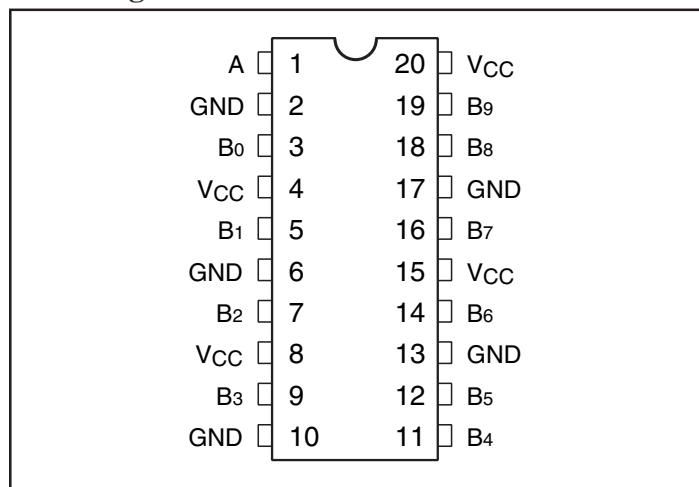 A 1 20 VCC
GND 2 19 B9
B0 3 18 B8
VCC 4 17 GND
B1 5 16 B7
GND 6 15 VCC
B2 7 14 B6
VCC 8 13 GND
B3 9 12 B5
GND 10 11 B4